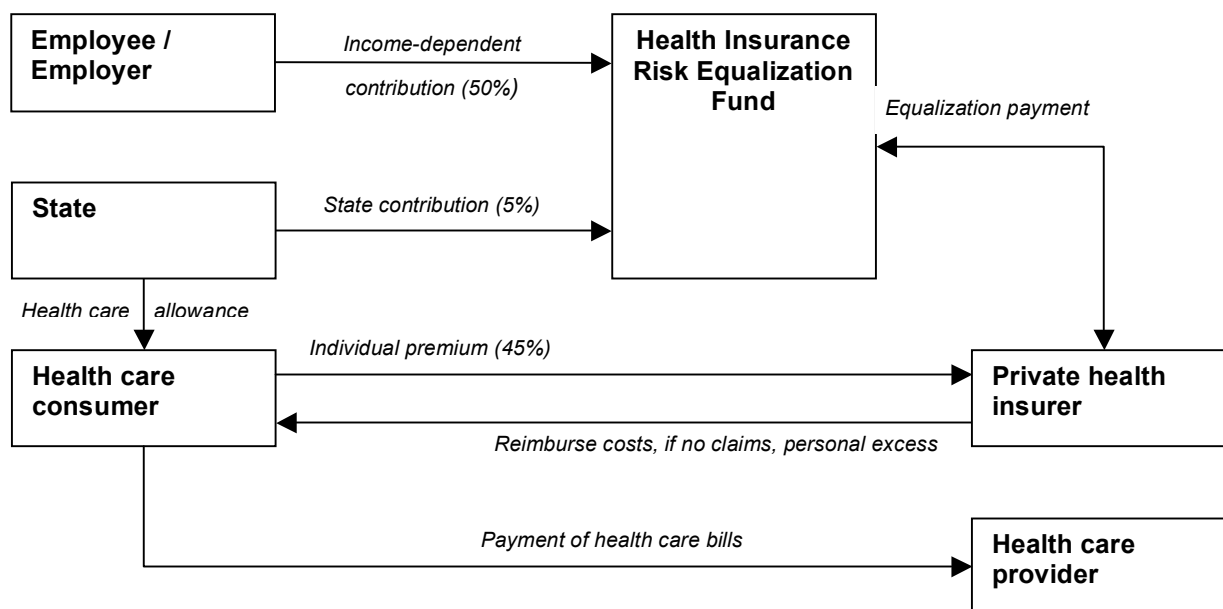 Employee /
Employer
Income-dependent
contribution (50%)
Health Insurance
Risk Equalization
Fund
Equalization payment
State
State contribution (5%)
Health care allowance
Individual premium (45%)
Health care
consumer
Private health
insurer
Reimburse costs, if no claims, personal excess
Payment of health care bills
Health care
provider